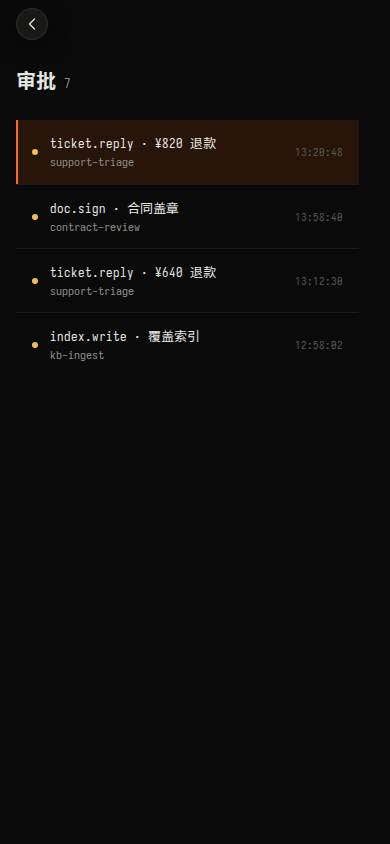 审批 7
ticket.reply · ¥820 退款
support-triage
13:20:48
doc.sign · 合同盖章
contract-review
13:58:40
ticket.reply · ¥640 退款
support-triage
13:12:30
index.write · 覆盖索引
kb-ingest
12:58:02